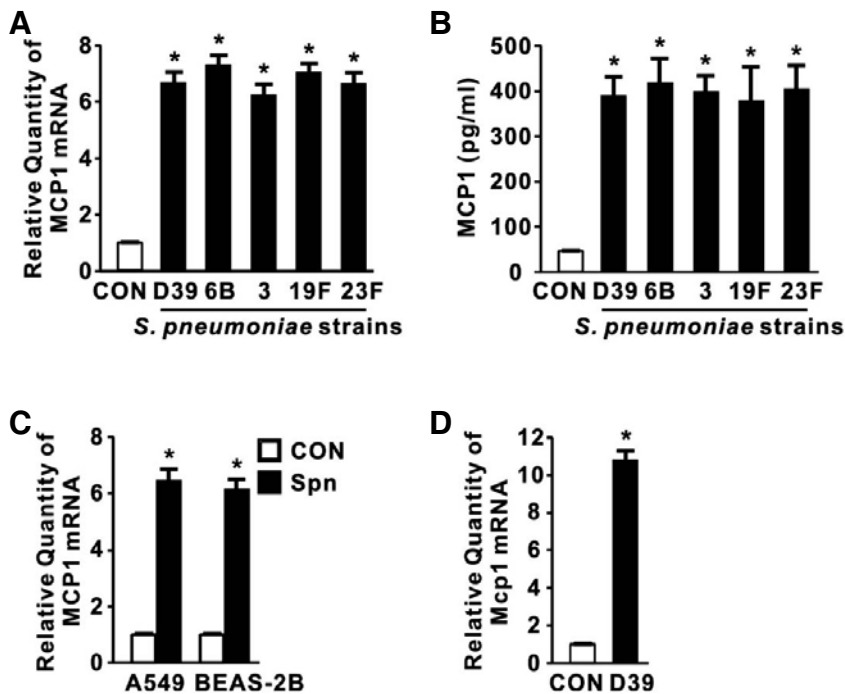 A
Relative Quantity of
MCP1 mRNA
8
6
4
2
0
CON D39 6B 3 19F 23F
S. pneumoniae strains
* * * * *
B
MCP1 (pg/ml)
500
400
300
200
100
0
CON D39 6B 3 19F 23F
S. pneumoniae strains
* * * * *
C
Relative Quantity of
MCP1 mRNA
8
6
4
2
0
* *
CON
Spn
A549 BEAS-2B
D
Relative Quantity of
Mcp1 mRNA
12
10
8
6
4
2
0
*
CON D39